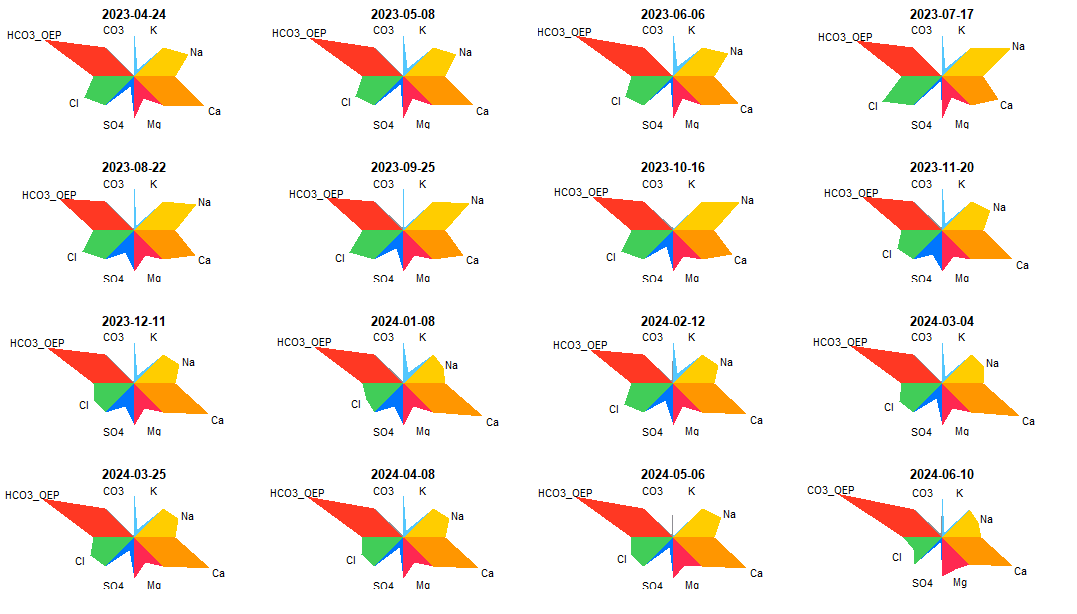 2023-04-24 2023-05-08 2023-06-06 2023-07-17
CO3 K CO3 K CO3 K CO3 K
HCO3_OEP HCO3_OEP HCO3_OEP HCO3_OEP
Na Na Na Na
Cl Ca Cl Ca Cl Ca Cl Ca
SO4 Mg SO4 Mg SO4 Mg SO4 Mg
2023-08-22 2023-09-25 2023-10-16 2023-11-20
CO3 K CO3 K CO3 K CO3 K
HCO3_OEP HCO3_OEP HCO3_OEP HCO3_OEP
Na Na Na Na
Cl Ca Cl Ca Cl Ca Cl Ca
SO4 Mg SO4 Mg SO4 Mg SO4 Mg
2023-12-11 2024-01-08 2024-02-12 2024-03-04
CO3 K CO3 K CO3 K CO3 K
HCO3_OEP HCO3_OEP HCO3_OEP HCO3_OEP
Na Na Na Na
Cl Ca Cl Ca Cl Ca Cl Ca
SO4 Mg SO4 Mg SO4 Mg SO4 Mg
2024-03-25 2024-04-08 2024-05-06 2024-06-10
CO3 K CO3 K CO3 K CO3 K
HCO3_OEP HCO3_OEP HCO3_OEP CO3_OEP
Na Na Na Na
Cl Ca Cl Ca Cl Ca Cl Ca
SO4 Mg SO4 Mg SO4 Mg SO4 Mg